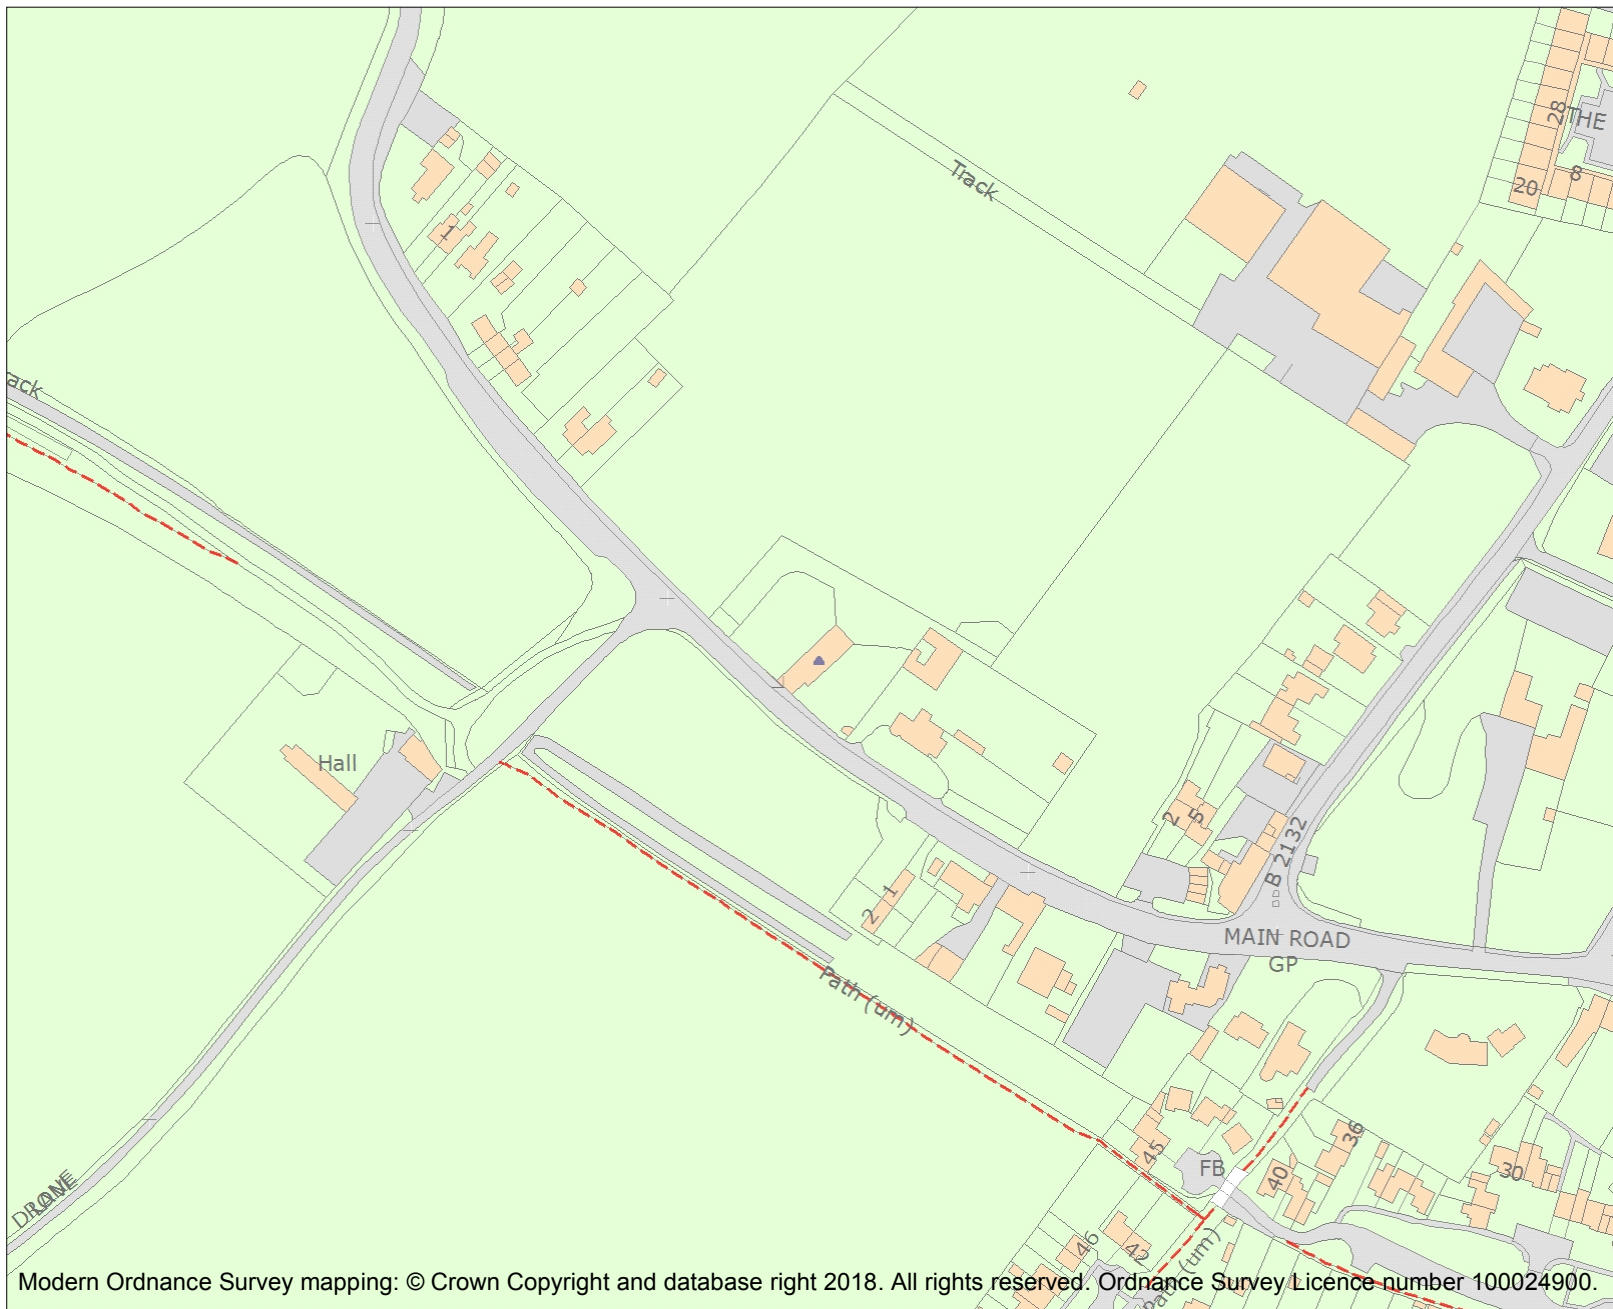 28
THE
8
20
Track
1
ack
Hall
2
5
B 2132
1
2
MAIN ROAD
GP
Path (um)
45
FB
36
40
30
DRONE
LANE
46
42
Path (um)
Modern Ordnance Survey mapping: © Crown Copyright and database right 2018. All rights reserved. Ordnance Survey Licence number 100024900.